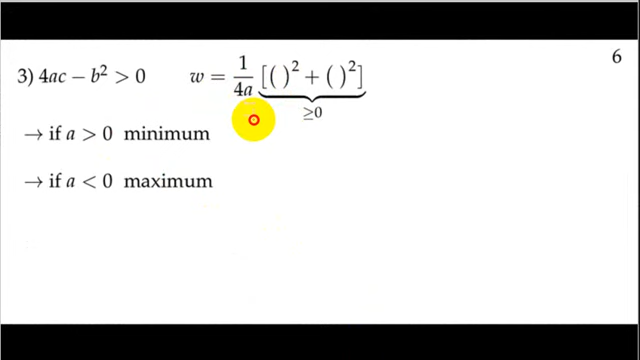 6
3) 4ac − b² > 0 w = 1/4a [( )² + ( )²]
≥0
→ if a > 0 minimum
→ if a < 0 maximum